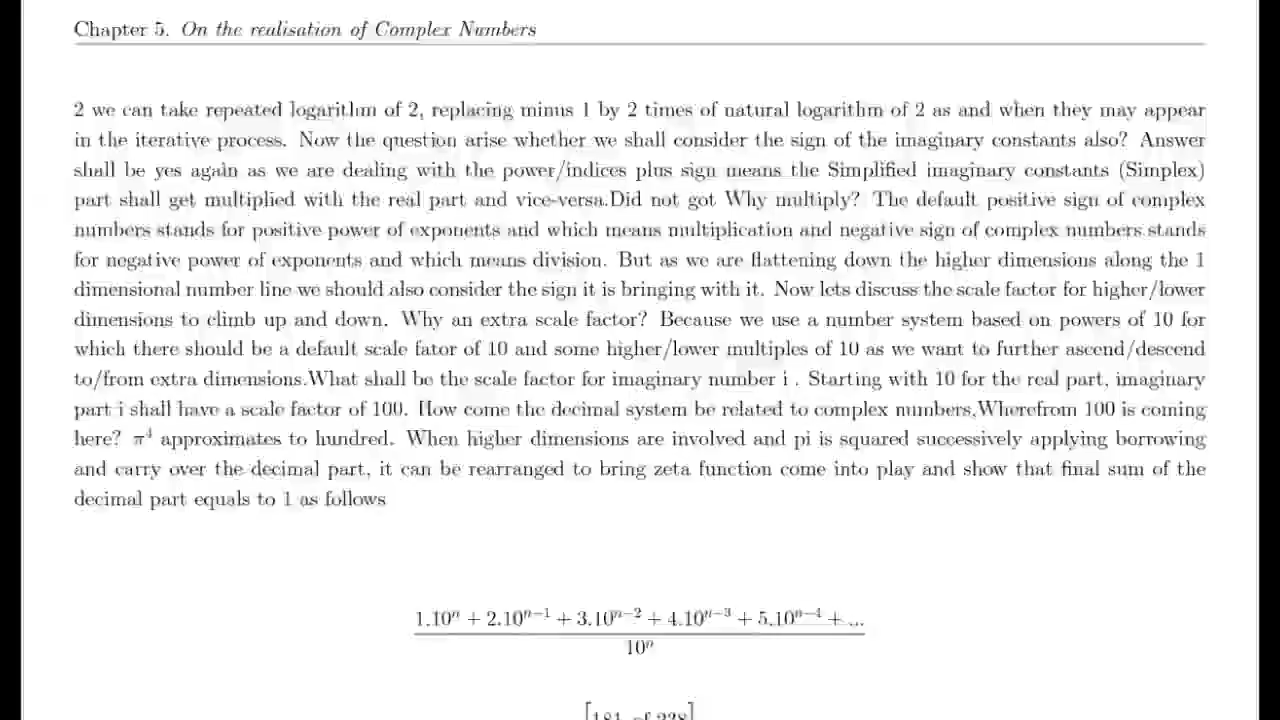 Chapter 5. On the realisation of Complex Numbers
2 we can take repeated logarithm of 2, replacing minus 1 by 2 times of natural logarithm of 2 as and when they may appear
in the iterative process. Now the question arise whether we shall consider the sign of the imaginary constants also? Answer
shall be yes again as we are dealing with the power/indices plus sign means the Simplified imaginary constants (Simplex)
part shall get multiplied with the real part and vice-versa.Did not got Why multiply? The default positive sign of complex
numbers stands for positive power of exponents and which means multiplication and negative sign of complex numbers stands
for negative power of exponents and which means division. But as we are flattening down the higher dimensions along the 1
dimensional number line we should also consider the sign it is bringing with it. Now lets discuss the scale factor for higher/lower
dimensions to climb up and down. Why an extra scale factor? Because we use a number system based on powers of 10 for
which there should be a default scale fator of 10 and some higher/lower multiples of 10 as we want to further ascend/descend
to/from extra dimensions.What shall be the scale factor for imaginary number i . Starting with 10 for the real part, imaginary
part i shall have a scale factor of 100. How come the decimal system be related to complex numbers,Wherefrom 100 is coming
here? π⁴ approximates to hundred. When higher dimensions are involved and pi is squared successively applying borrowing
and carry over the decimal part, it can be rearranged to bring zeta function come into play and show that final sum of the
decimal part equals to 1 as follows
1.10ⁿ + 2.10ⁿ⁻¹ + 3.10ⁿ⁻² + 4.10ⁿ⁻³ + 5.10ⁿ⁻⁴ + ...
10ⁿ
[181 of 228]